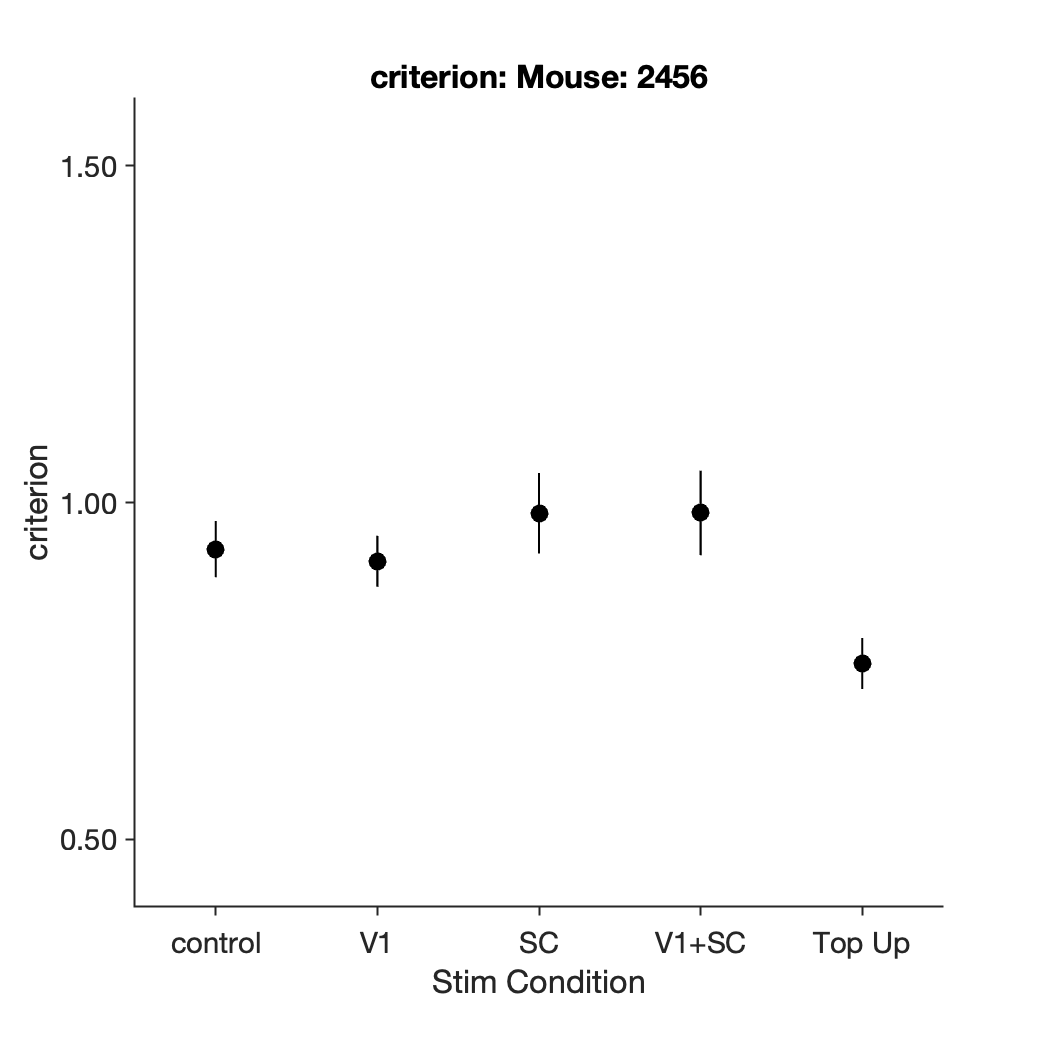 criterion: Mouse: 2456
criterion
1.50
1.00
0.50
control V1 SC V1+SC Top Up
Stim Condition